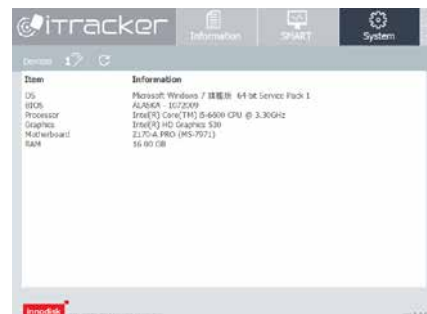 iTracker
Information
SMART
System
Devices 1
Item Information
OS Microsoft Windows 7 旗艦版 64-bit Service Pack 1
BIOS ALASKA - 1072009
Processor Intel(R) Core(TM) i5-6600 CPU @ 3.30GHz
Graphics Intel(R) HD Graphics 530
Motherboard Z170-A PRO (MS-7971)
RAM 16.00 GB
innodisk